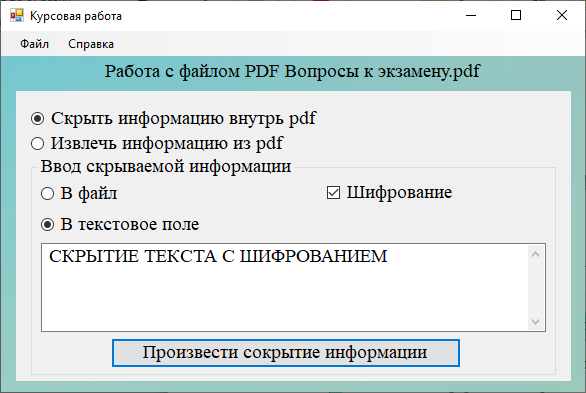 Курсовая работа
Файл Справка
Работа с файлом PDF Вопросы к экзамену.pdf
Скрыть информацию внутрь pdf
Извлечь информацию из pdf
Ввод скрываемой информации
В файл Шифрование
В текстовое поле
СКРЫТИЕ ТЕКСТА С ШИФРОВАНИЕМ
Произвести сокрытие информации